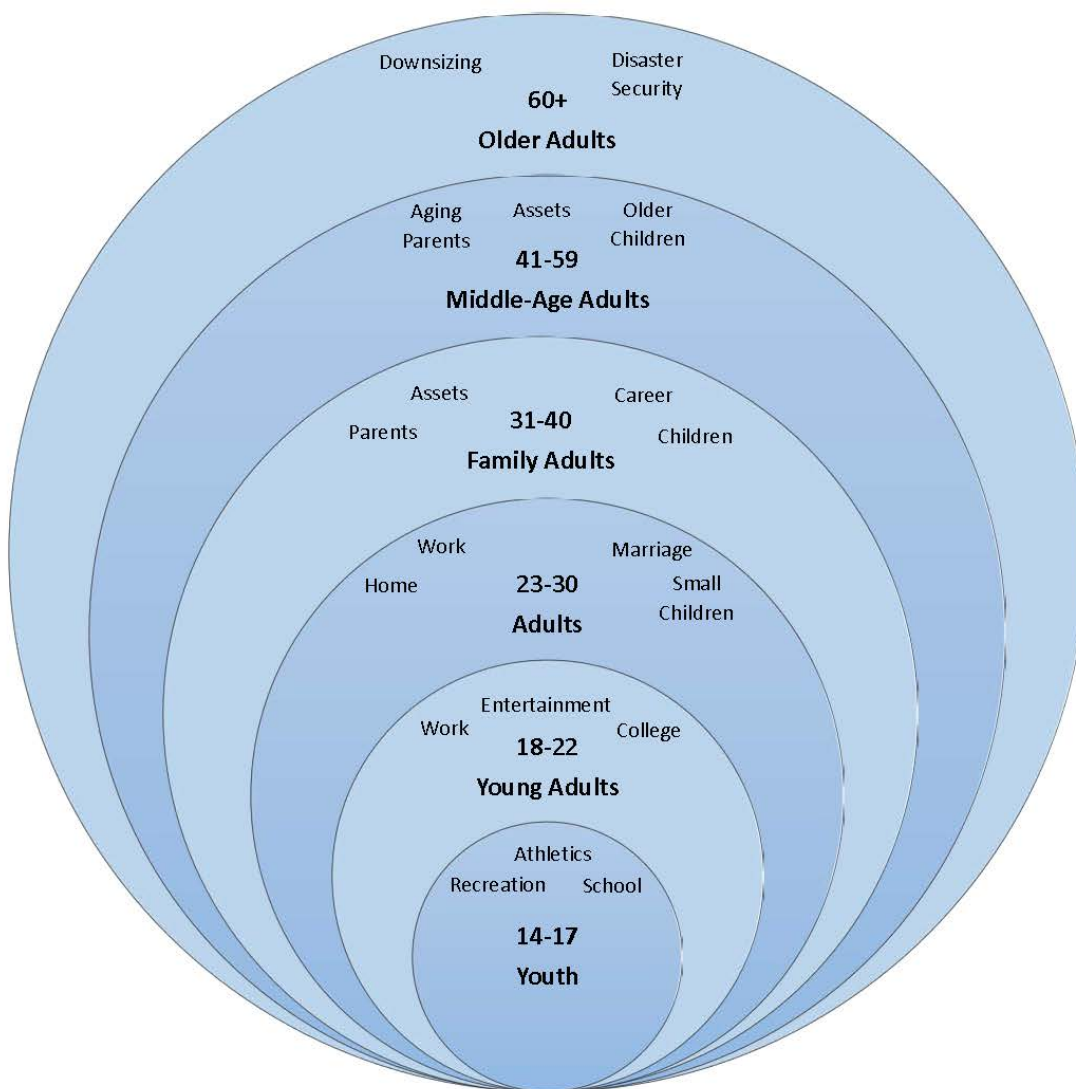 Downsizing
Disaster
Security
60+
Older Adults
Aging
Parents
Assets
Older
Children
41-59
Middle-Age Adults
Assets
Career
Parents
Children
31-40
Family Adults
Work
Marriage
Home
Small
Children
23-30
Adults
Entertainment
Work
College
18-22
Young Adults
Athletics
Recreation
School
14-17
Youth